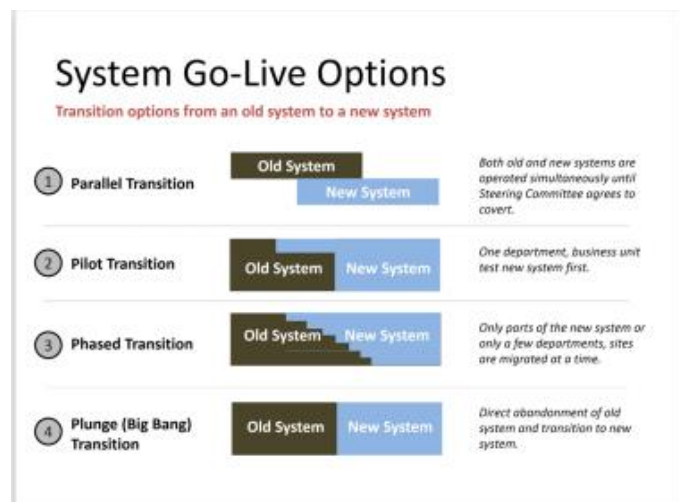 System Go-Live Options
Transition options from an old system to a new system
1
Parallel Transition
Old System
New System
Both old and new systems are
operated simultaneously until
Steering Committee agrees to
covert.
2
Pilot Transition
Old System
New System
One department, business unit
test new system first.
3
Phased Transition
Old System
New System
Only parts of the new system or
only a few departments, sites
are migrated at a time.
4
Plunge (Big Bang)
Transition
Old System
New System
Direct abandonment of old
system and transition to new
system.